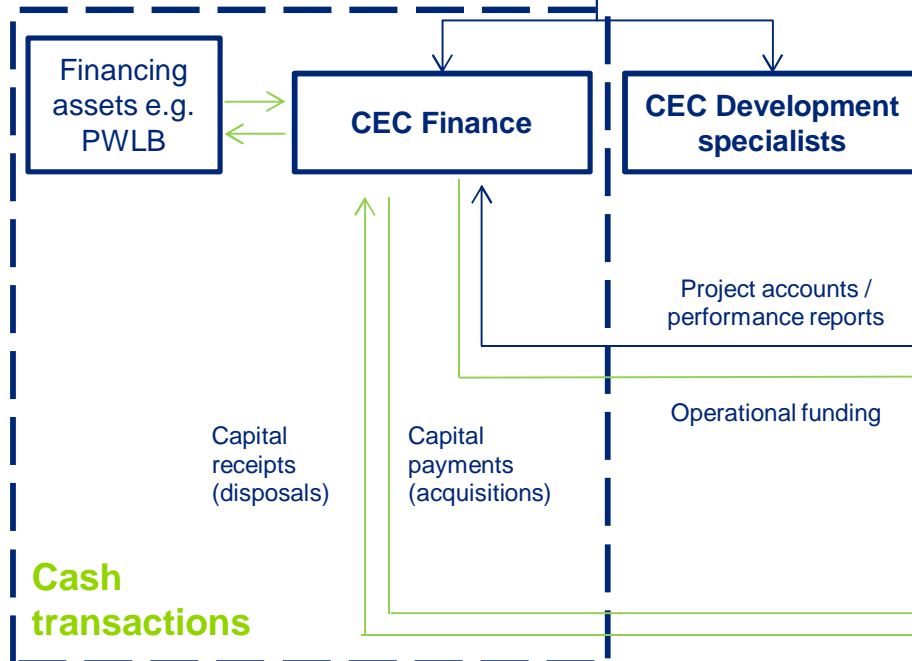 Financing
assets e.g.
PWLB
CEC Finance
CEC Development
specialists
Project accounts /
performance reports
Operational funding
Capital
receipts
(disposals)
Capital
payments
(acquisitions)
Cash
transactions